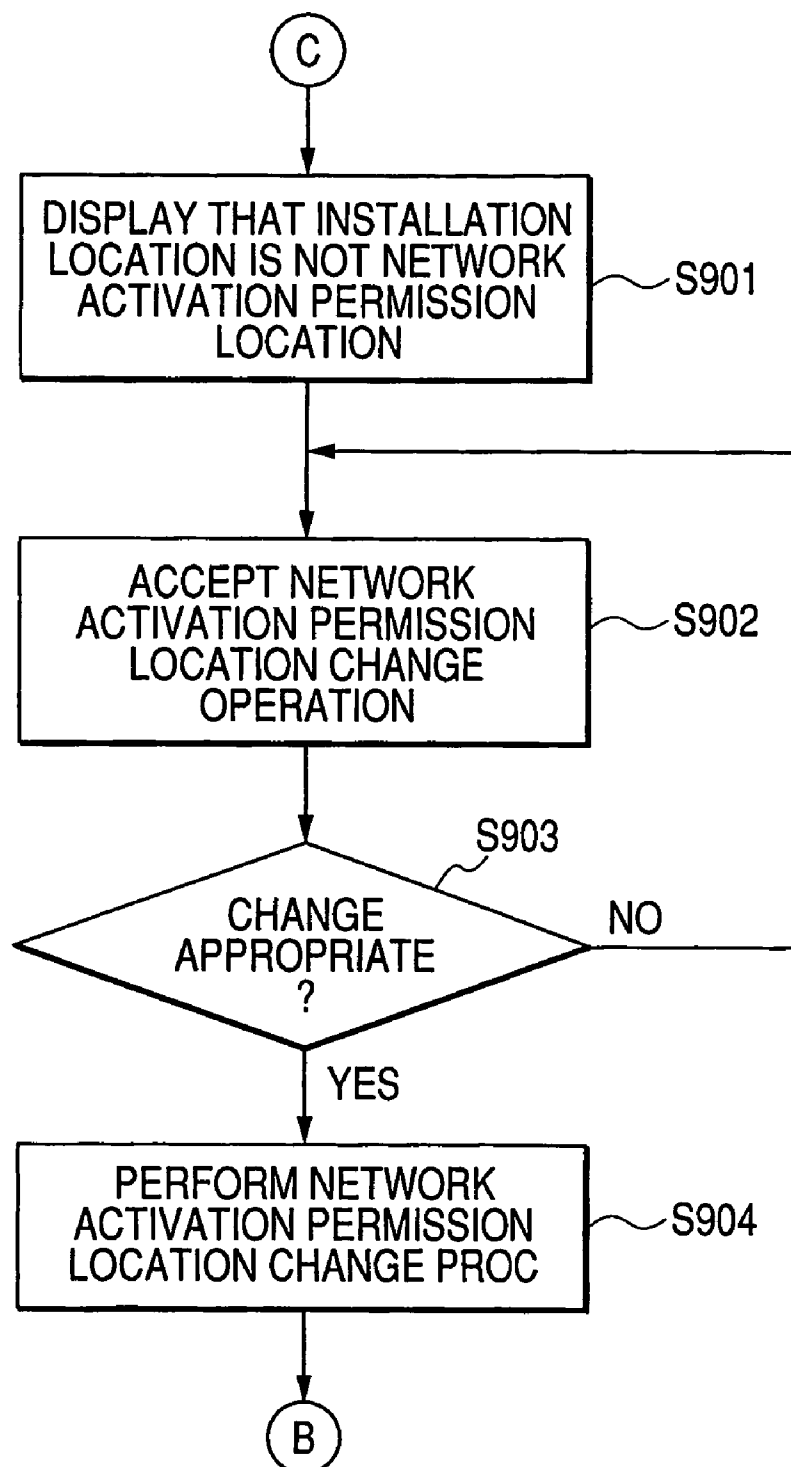 C
DISPLAY THAT INSTALLATION
LOCATION IS NOT NETWORK
ACTIVATION PERMISSION
LOCATION
S901
ACCEPT NETWORK
ACTIVATION PERMISSION
LOCATION CHANGE
OPERATION
S902
S903
CHANGE
APPROPRIATE
?
NO
YES
PERFORM NETWORK
ACTIVATION PERMISSION
LOCATION CHANGE PROC
S904
B